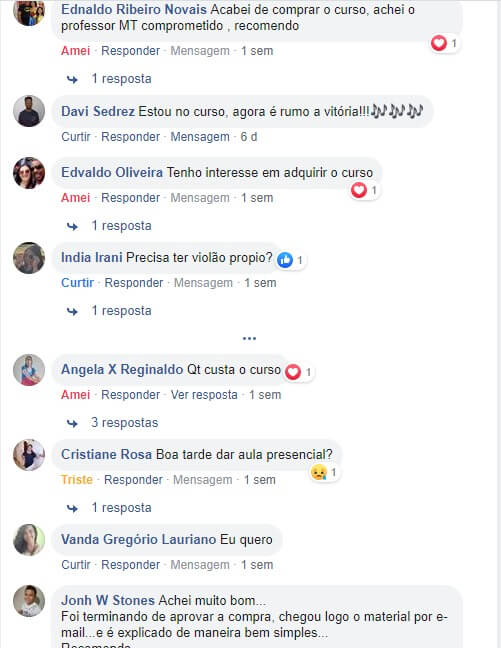 Ednaldo Ribeiro Novais Acabei de comprar o curso, achei o
professor MT comprometido , recomendo
1
Amei · Responder · Mensagem · 1 sem
1 resposta
Davi Sedrez Estou no curso, agora é rumo a vitória!!!🎶🎶🎶
Curtir · Responder · Mensagem · 6 d
Edvaldo Oliveira Tenho interesse em adquirir o curso
1
Amei · Responder · Mensagem · 1 sem
1 resposta
India Irani Precisa ter violão propio?
1
Curtir · Responder · Mensagem · 1 sem
1 resposta
...
Angela X Reginaldo Qt custa o curso
1
Amei · Responder · Ver resposta · 1 sem
3 respostas
Cristiane Rosa Boa tarde dar aula presencial?
1
Triste · Responder · Mensagem · 1 sem
1 resposta
Vanda Gregório Lauriano Eu quero
Curtir · Responder · Mensagem · 1 sem
Jonh W Stones Achei muito bom...
Foi terminando de aprovar a compra, chegou logo o material por e-
mail...e é explicado de maneira bem simples...